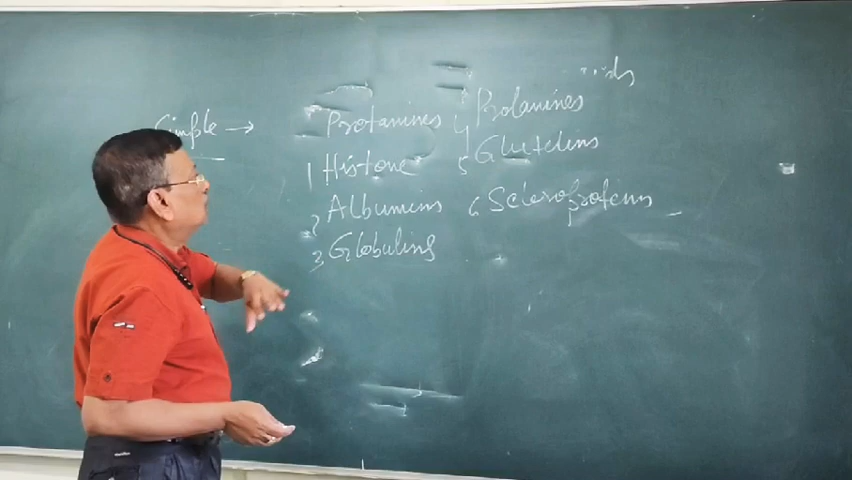 Simple →
Protamines
1 Histone
2 Albumins
3 Globulins
4 Prolamines
5 Glutelins
6 Scleroproteins